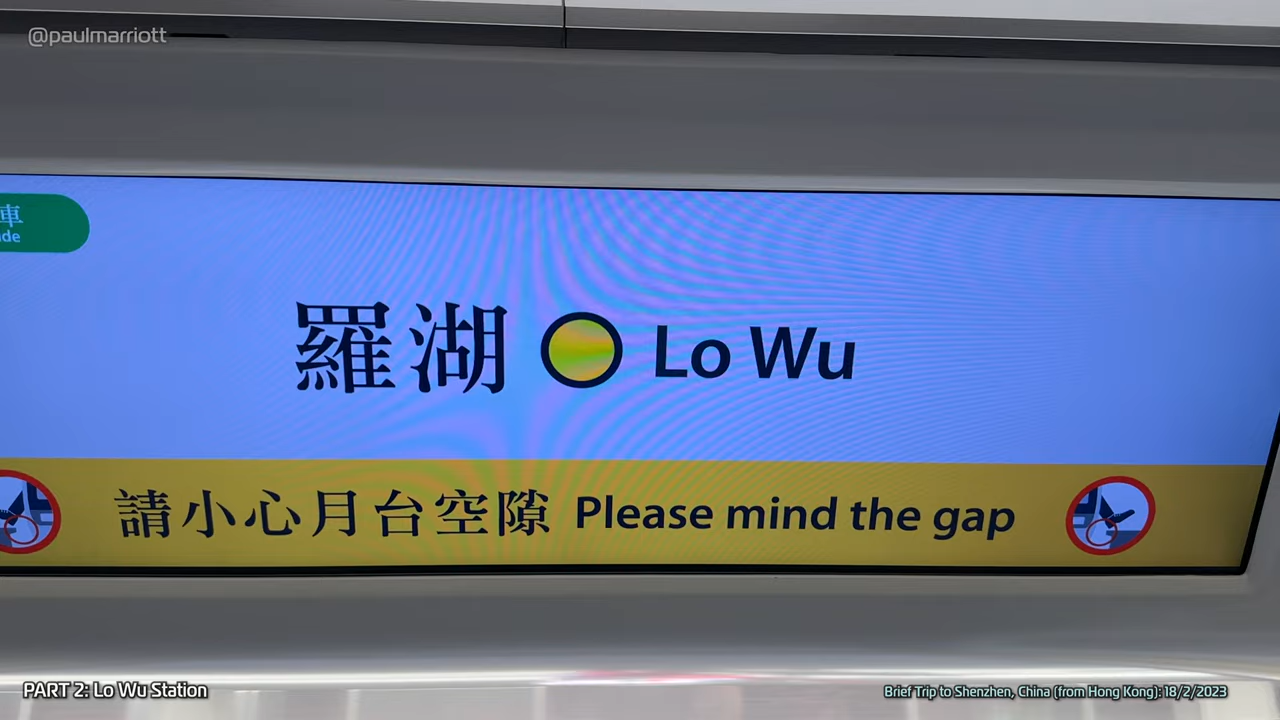 @paulmarriott
車
羅湖 Lo Wu
請小心月台空隙 Please mind the gap
PART 2: Lo Wu Station
Brief Trip to Shenzhen, China (from Hong Kong): 18/2/2023